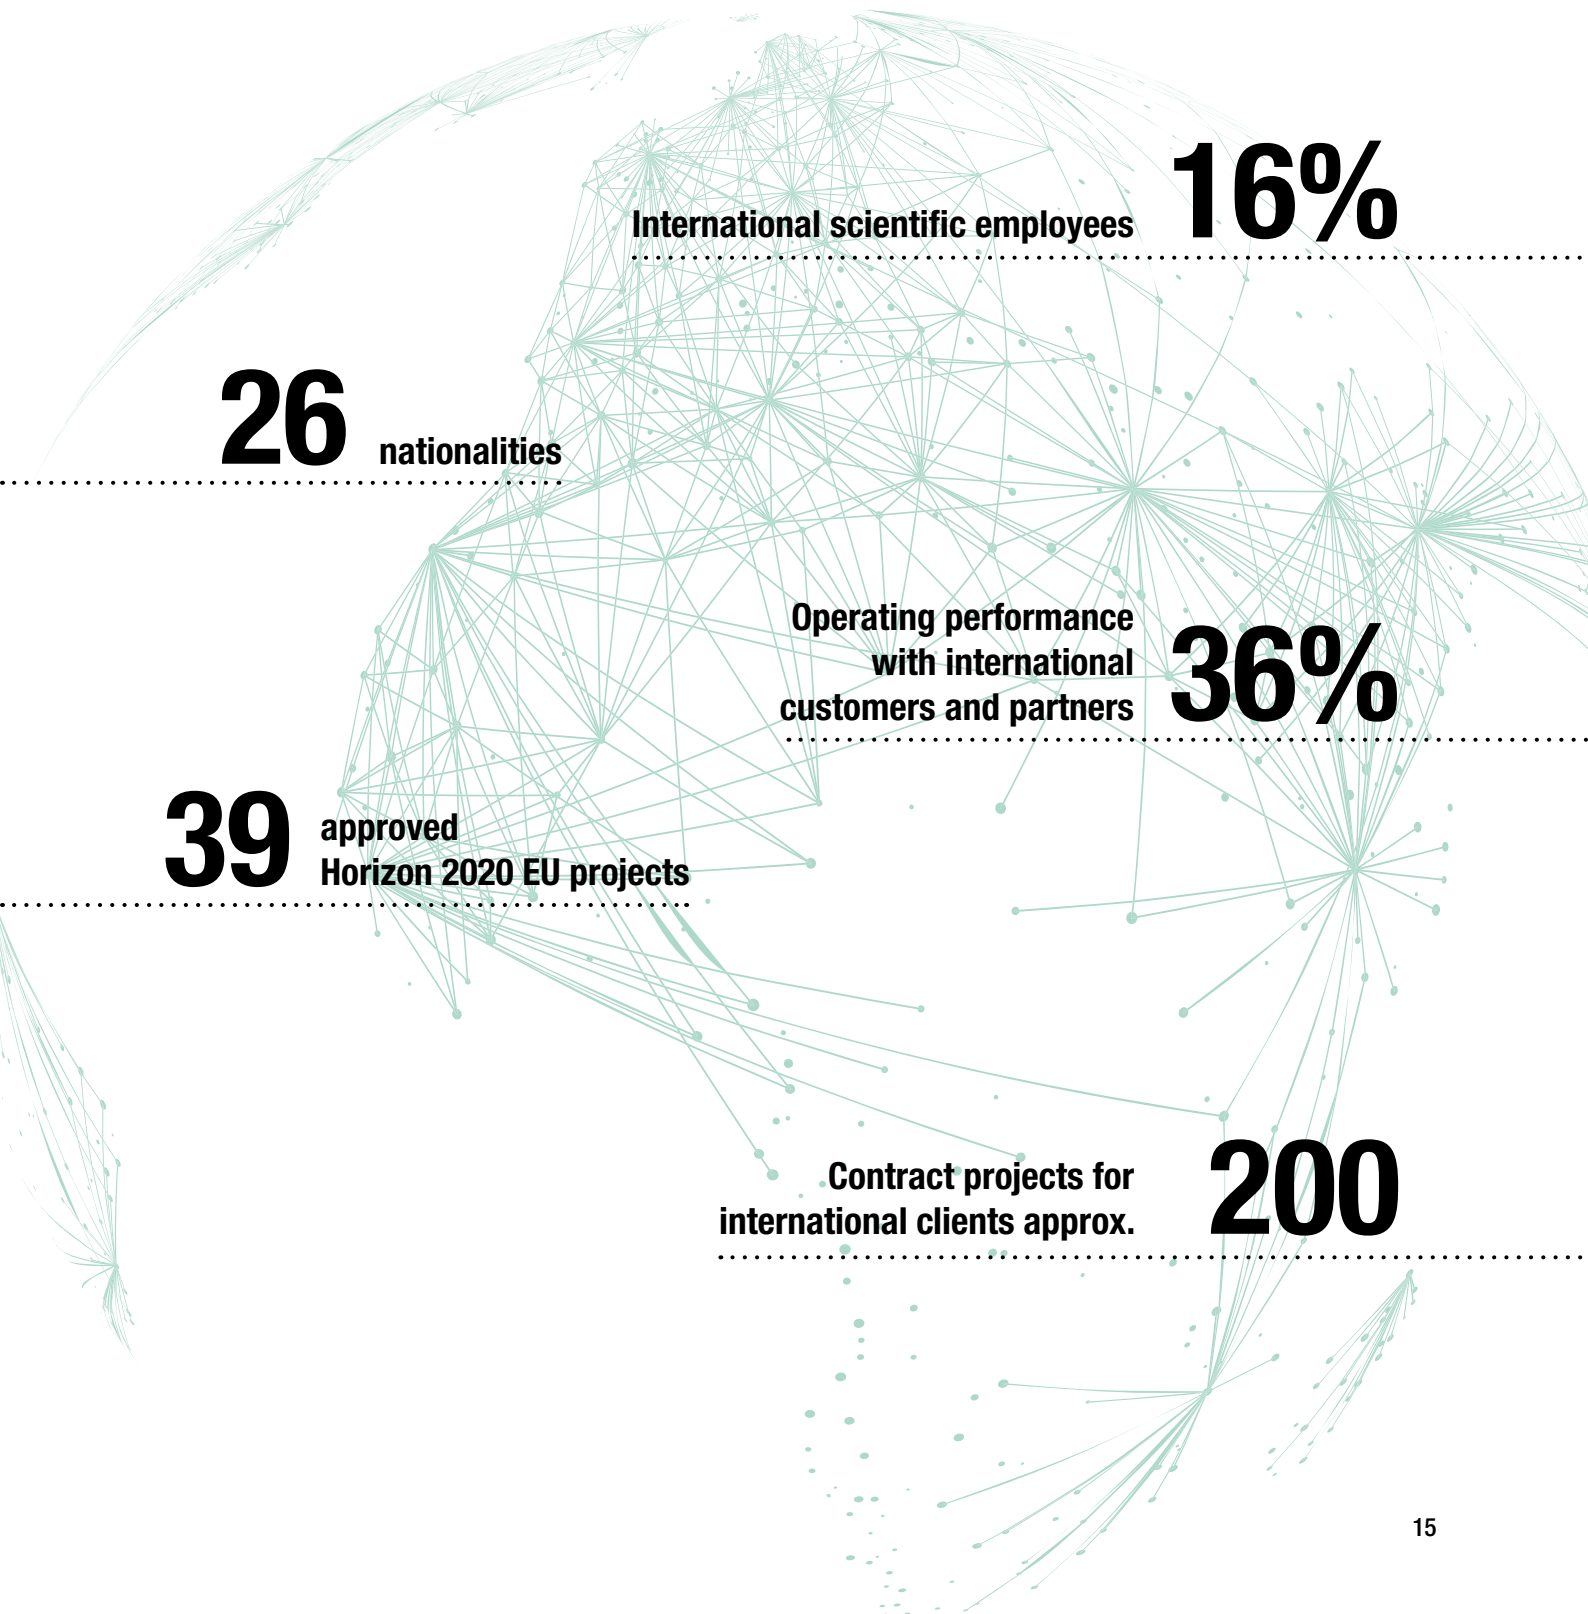 International scientific employees 16%
26 nationalities
Operating performance
with international
customers and partners 36%
39 approved
Horizon 2020 EU projects
Contract projects for
international clients approx. 200
15